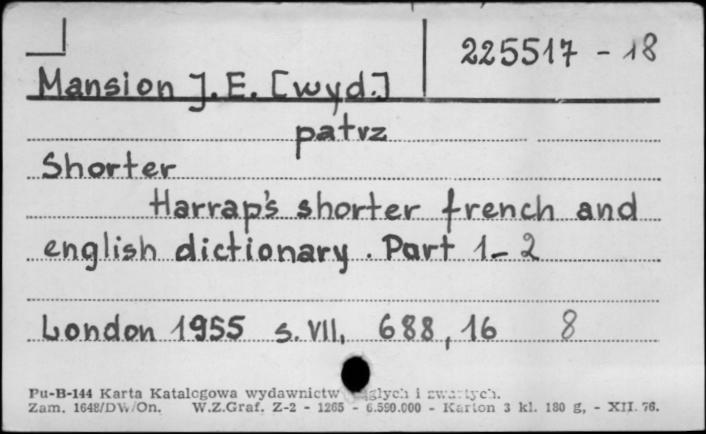 225517 - 18
Mansion J. E. [wyd.]
patrz
Shorter
Harrap's shorter french and
english dictionary. Part 1-2
London 1955 s. VII, 688, 16 8
Pu-B-144 Karta Katalogowa wydawnictw i zwartych.
Zam. 1648/DW/On. W.Z.Graf. Z-2 - 1265 - 6.590.000 - Karton 3 kl. 180 g, - XII. 76.